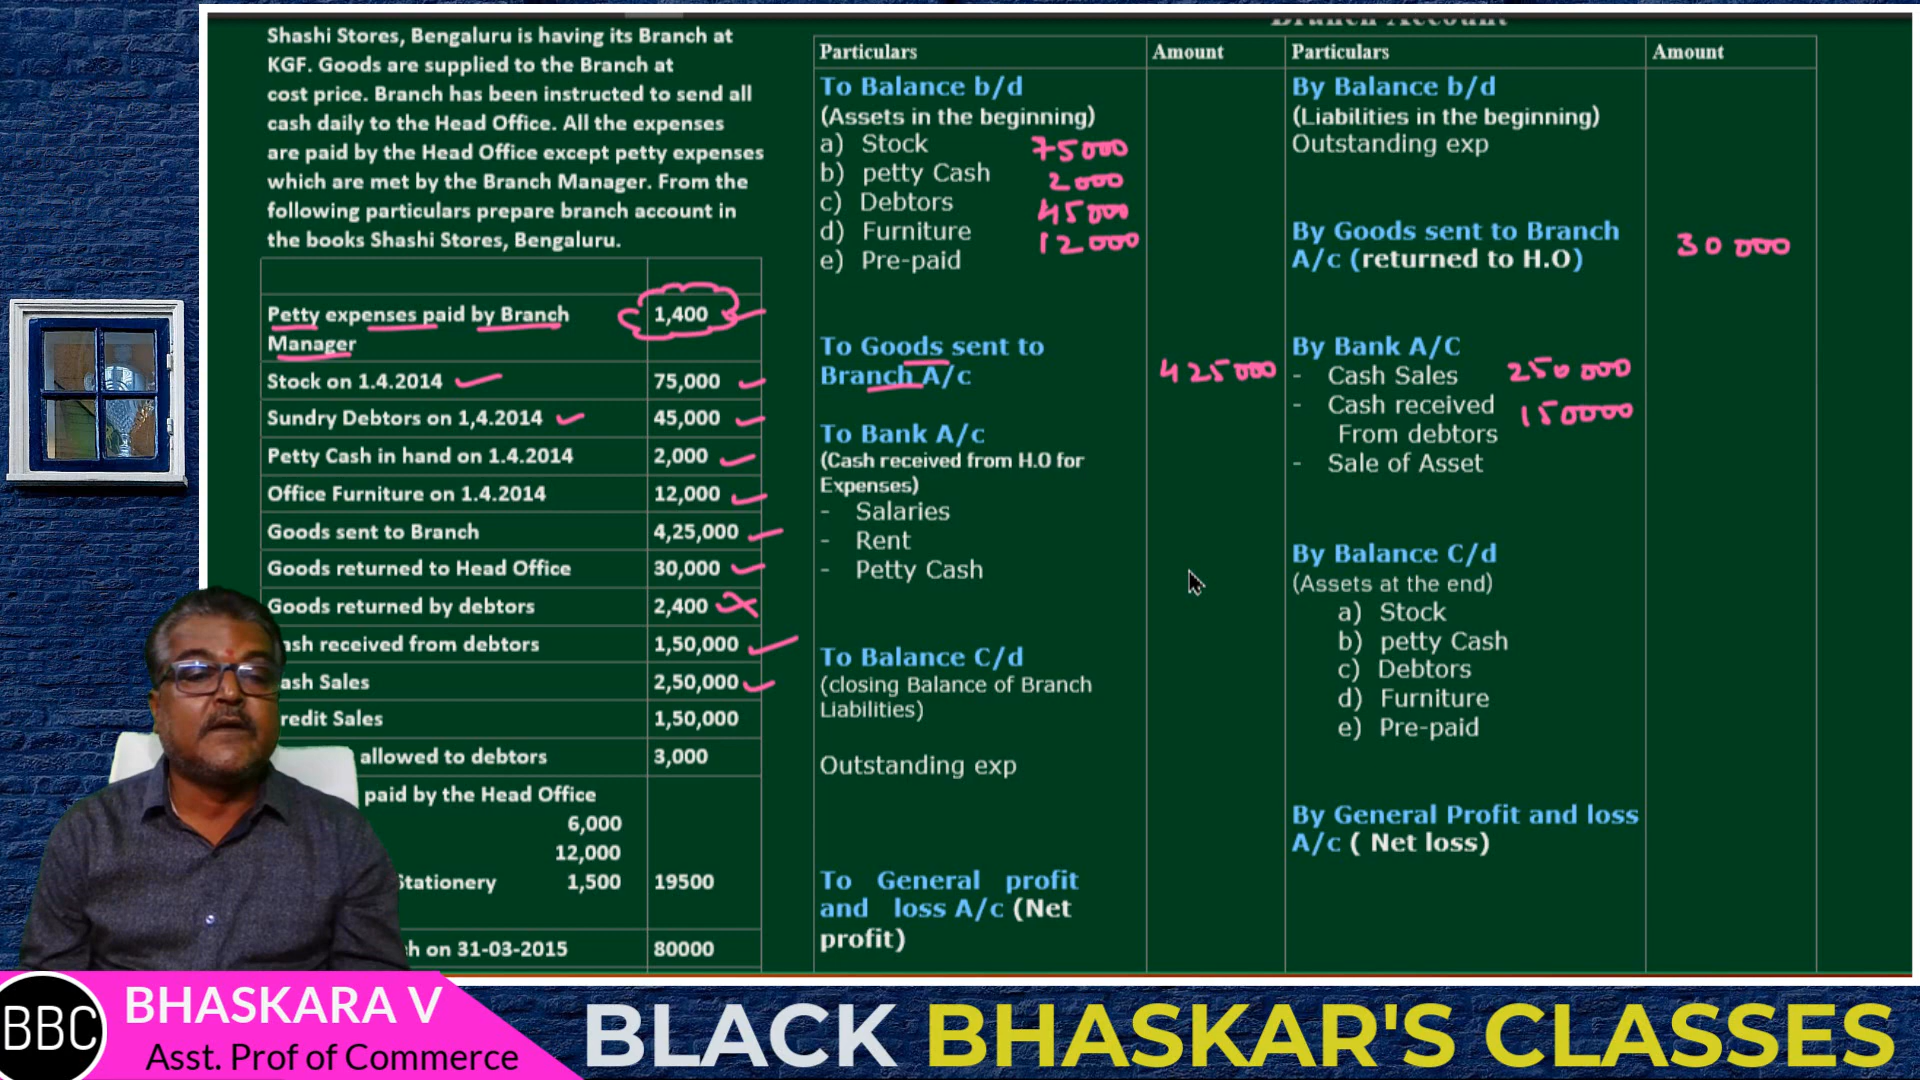 Shashi Stores, Bengaluru is having its Branch at
KGF. Goods are supplied to the Branch at
cost price. Branch has been instructed to send all
cash daily to the Head Office. All the expenses
are paid by the Head Office except petty expenses
which are met by the Branch Manager. From the
following particulars prepare branch account in
the books Shashi Stores, Bengaluru.
Petty expenses paid by Branch 1,400
Manager
Stock on 1.4.2014 75,000
Sundry Debtors on 1,4.2014 45,000
Petty Cash in hand on 1.4.2014 2,000
Office Furniture on 1.4.2014 12,000
Goods sent to Branch 4,25,000
Goods returned to Head Office 30,000
Goods returned by debtors 2,400
ash received from debtors 1,50,000
ash Sales 2,50,000
redit Sales 1,50,000
allowed to debtors 3,000
paid by the Head Office
6,000
12,000
Stationery 1,500 19500
h on 31-03-2015 80000
Branch Account
Particulars Amount Particulars Amount
To Balance b/d
(Assets in the beginning)
a) Stock 75000
b) petty Cash 2000
c) Debtors 45000
d) Furniture 12000
e) Pre-paid
To Goods sent to
Branch A/c 425000
To Bank A/c
(Cash received from H.O for
Expenses)
- Salaries
- Rent
- Petty Cash
To Balance C/d
(closing Balance of Branch
Liabilities)
Outstanding exp
To General profit
and loss A/c (Net
profit)
By Balance b/d
(Liabilities in the beginning)
Outstanding exp
By Goods sent to Branch
A/c (returned to H.O) 30000
By Bank A/C
- Cash Sales 250000
- Cash received 150000
From debtors
- Sale of Asset
By Balance C/d
(Assets at the end)
a) Stock
b) petty Cash
c) Debtors
d) Furniture
e) Pre-paid
By General Profit and loss
A/c ( Net loss)
BBC
BHASKARA V
Asst. Prof of Commerce
BLACK BHASKAR'S CLASSES